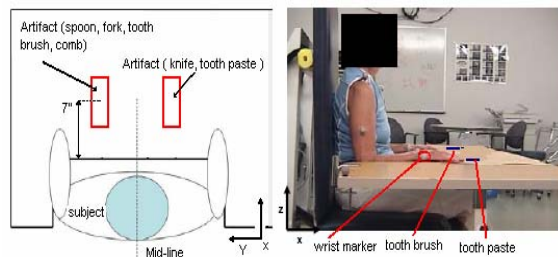 Artifact (spoon, fork, tooth
brush, comb)
Artifact ( knife, tooth paste )
7"
subject
Mid-line
Y
x
z
x
wrist marker
tooth brush
tooth paste